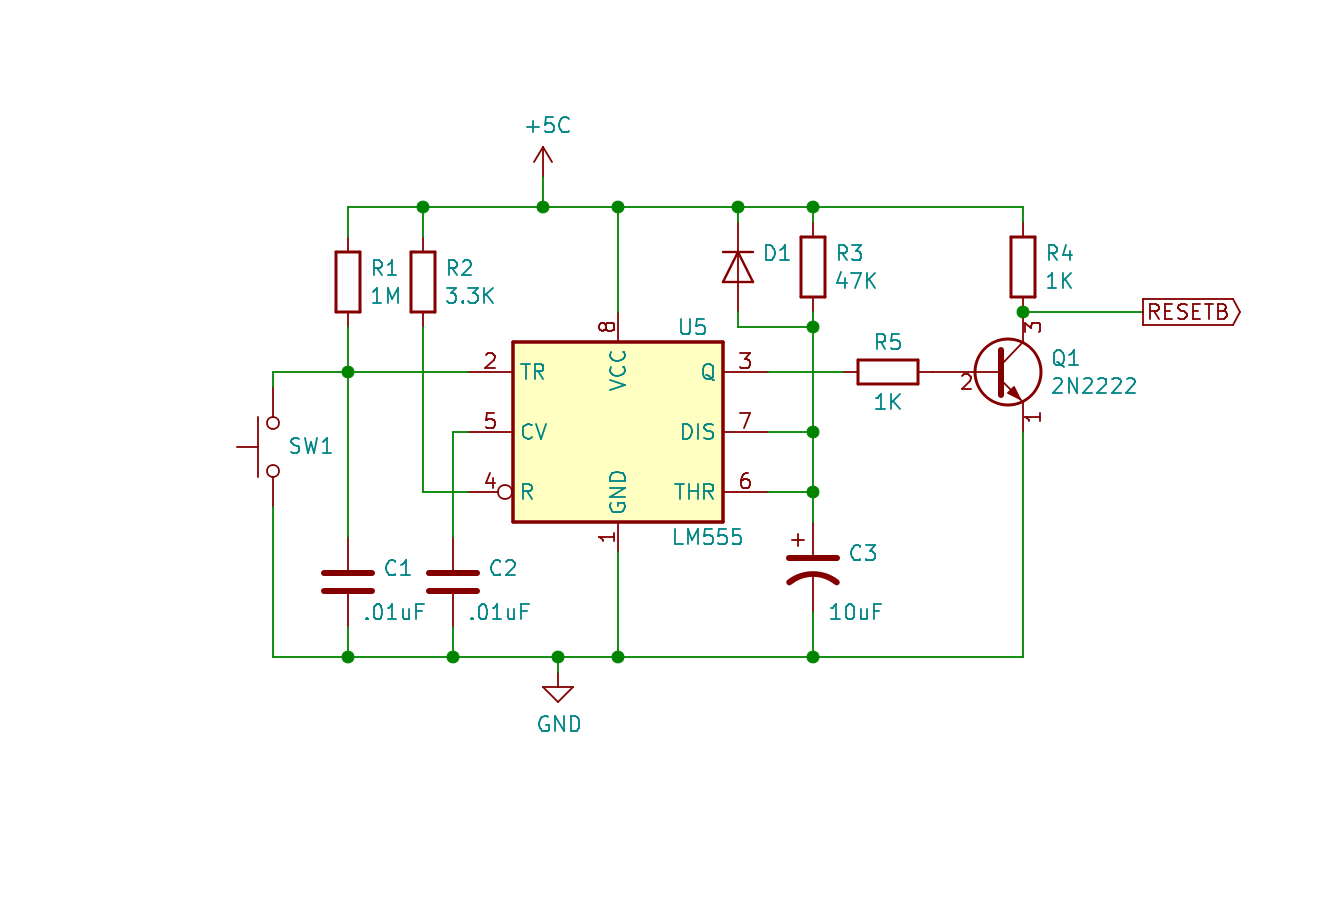 +5C
R1
1M
R2
3.3K
D1
R3
47K
R4
1K
RESETB
8
U5
3
2
TR
VCC
Q
3
R5
1K
2
Q1
2N2222
1
SW1
5
CV
DIS
7
4
R
GND
THR
6
1
LM555
+
C3
10uF
C1
.01uF
C2
.01uF
GND